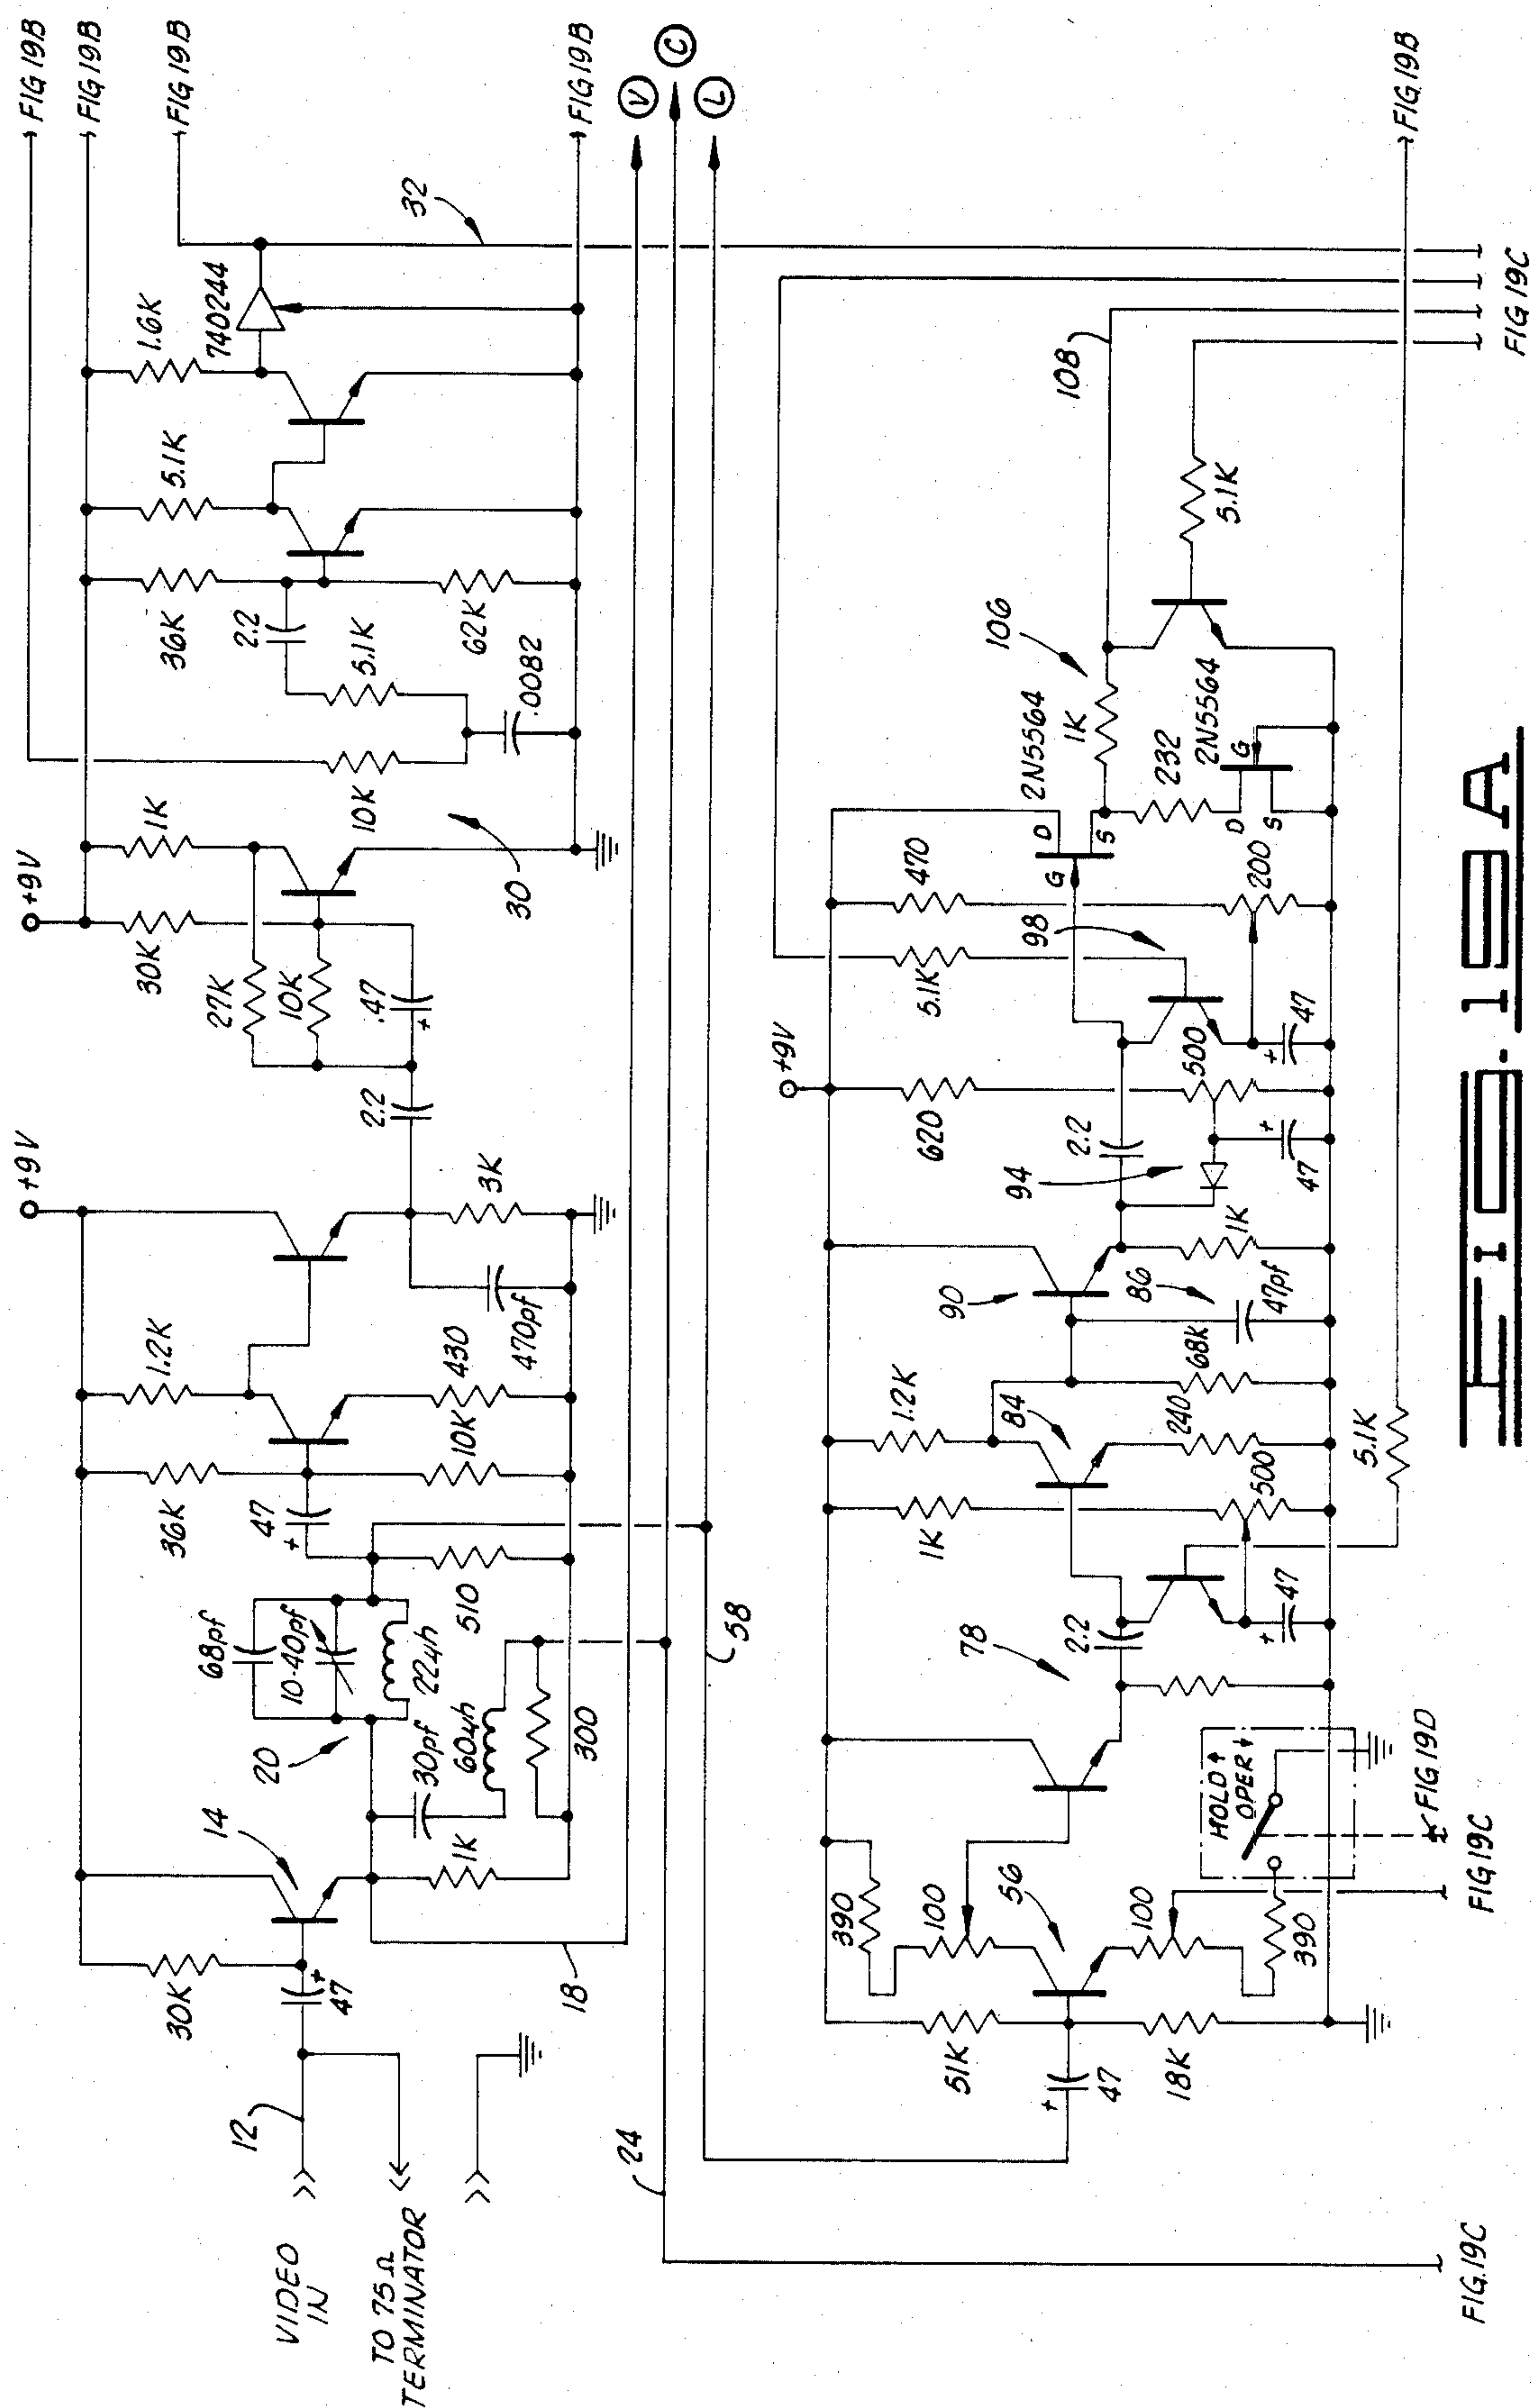 VIDEO
IN
TO 75Ω
TERMINATOR
12
47
+
30K
14
18
1K
20
30pf
60μh
300
68pf
10-40pf
22μh
510
+
47
36K
10K
1.2K
430
470pf
+9V
3K
2.2
27K
10K
.47
+
30K
+9V
1K
30
10K
.0082
5.1K
2.2
36K
62K
5.1K
1.6K
740244
32
FIG 19B
FIG 19B
FIG 19B
FIG 19B
V
C
L
24
58
FIG.19C
+
47
51K
18K
56
390
100
100
390
HOLD
OPER
FIG 19D
FIG 19C
78
2.2
+
47
1K
500
5.1K
84
1.2K
240
68K
86
47pf
90
1K
94
2.2
+
47
+9V
620
500
+
47
5.1K
98
470
200
G
D
S
2N5564
1K
106
232
D
G
S
2N5564
108
5.1K
FIG 19C
FIG.19B
FIG. 19A